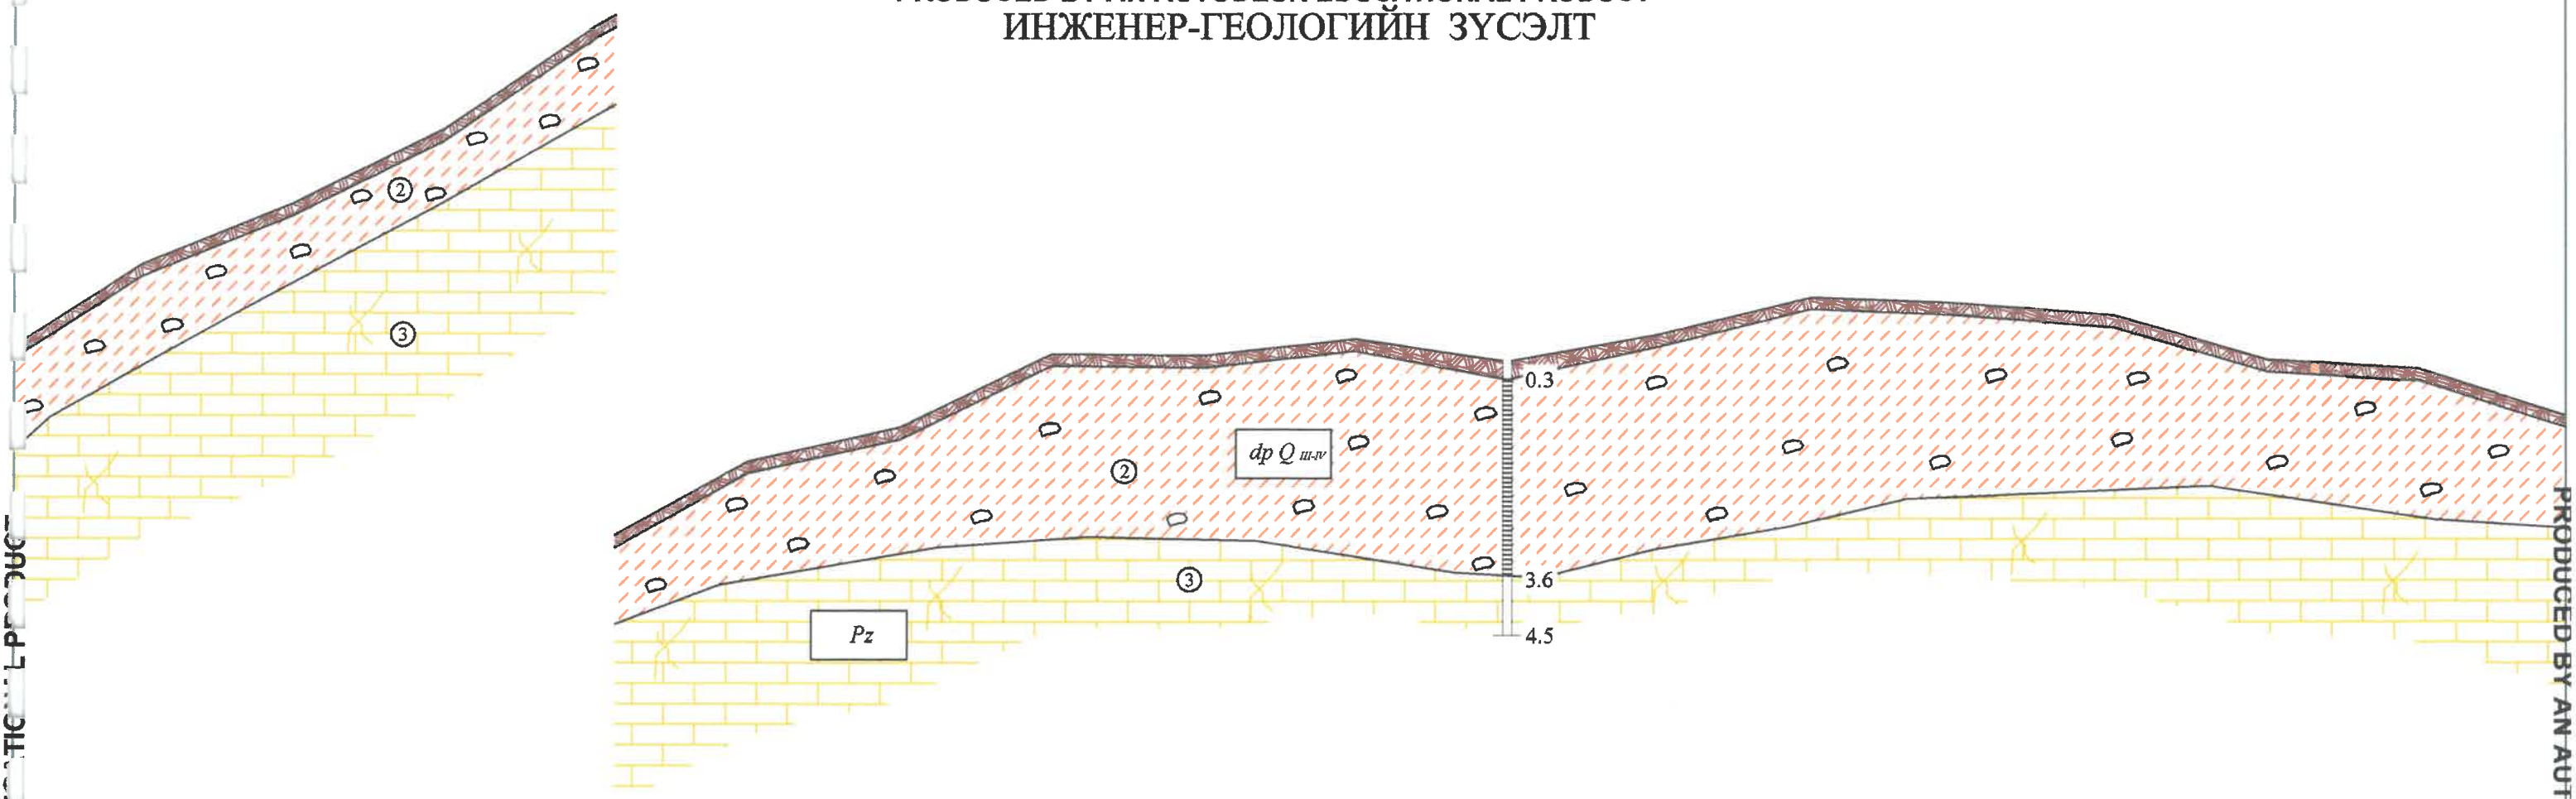 ИНЖЕНЕР-ГЕОЛОГИЙН ЗҮСЭЛТ
2
3
0.3
dp Q III-IV
2
3
3.6
Pz
4.5
PRODUCED BY AN AUT